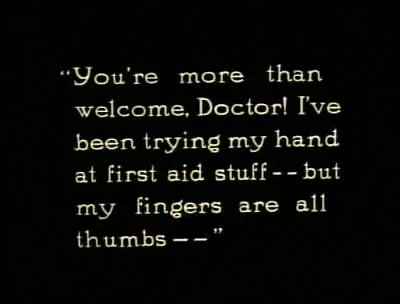 "You're more than
welcome, Doctor! I've
been trying my hand
at first aid stuff--but
my fingers are all
thumbs--"